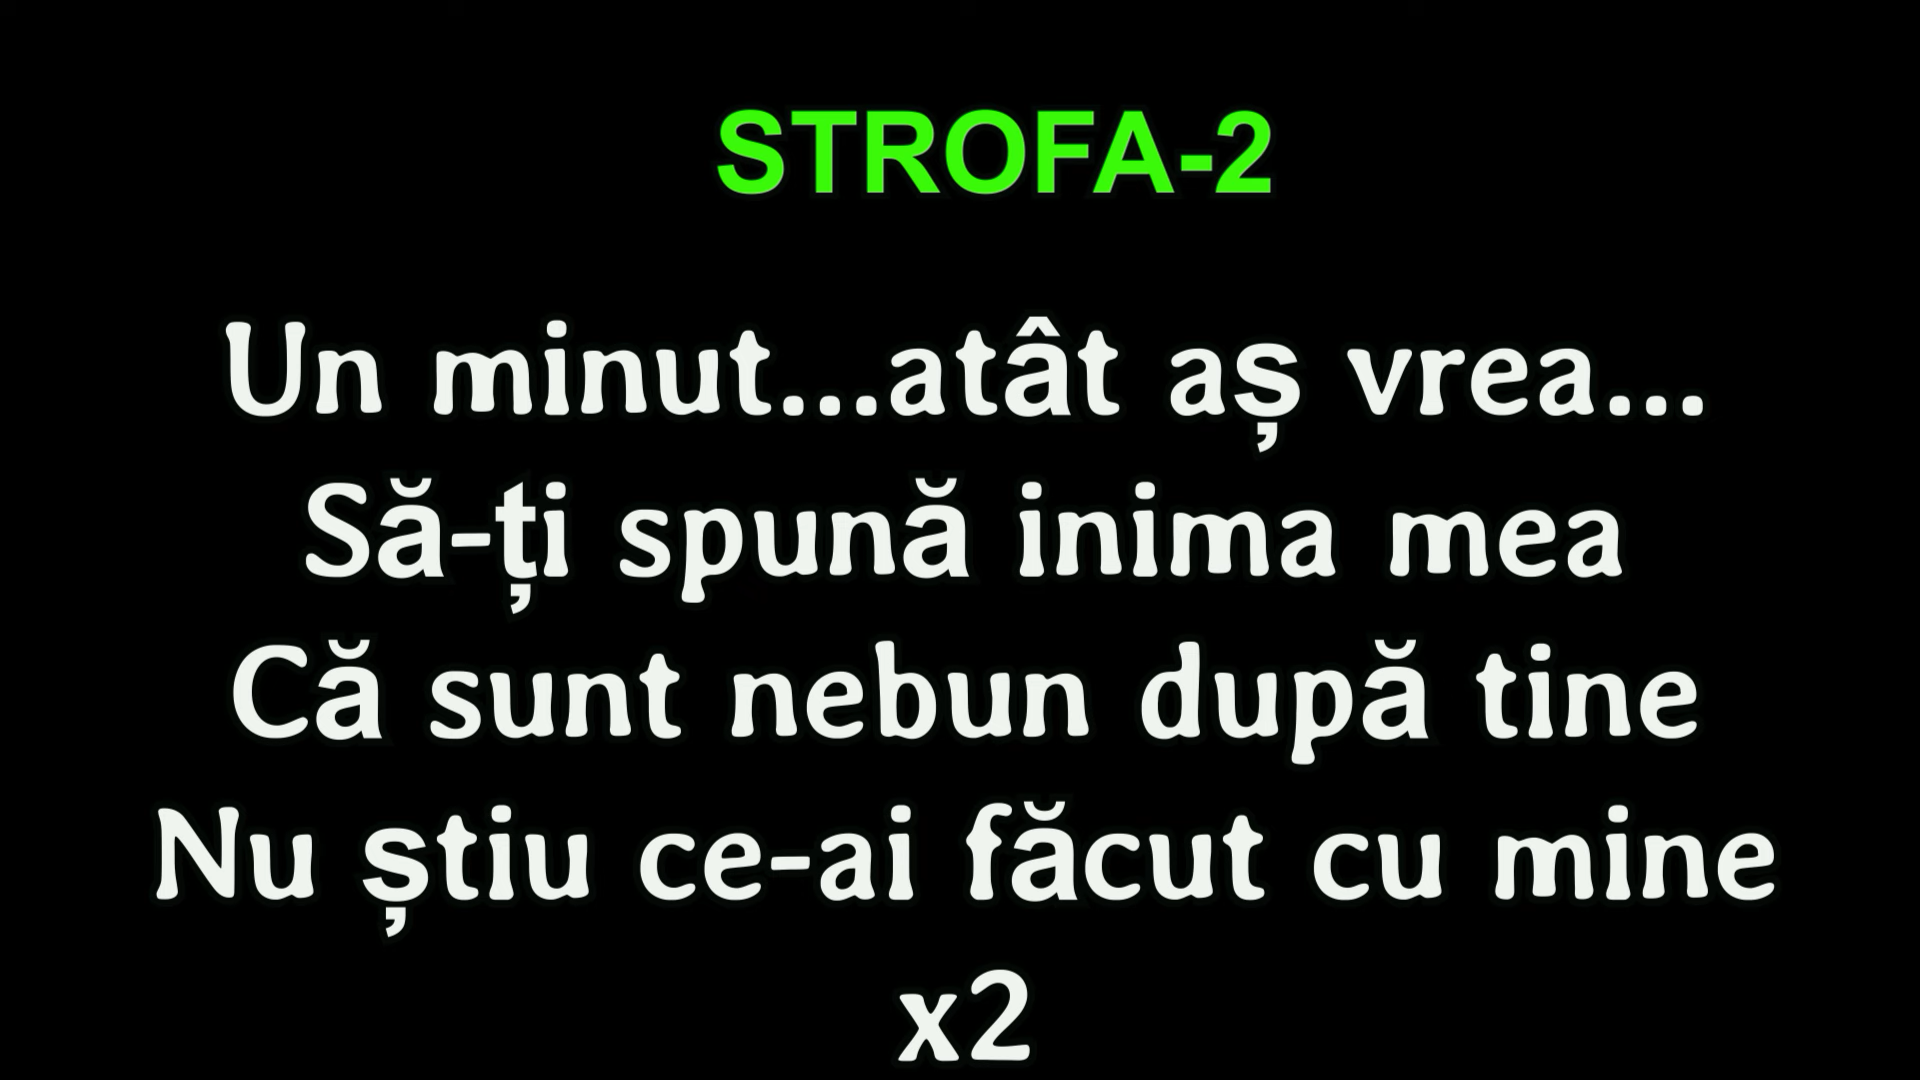 STROFA-2
Un minut...atât aș vrea...
Să-ți spună inima mea
Că sunt nebun după tine
Nu știu ce-ai făcut cu mine
x2